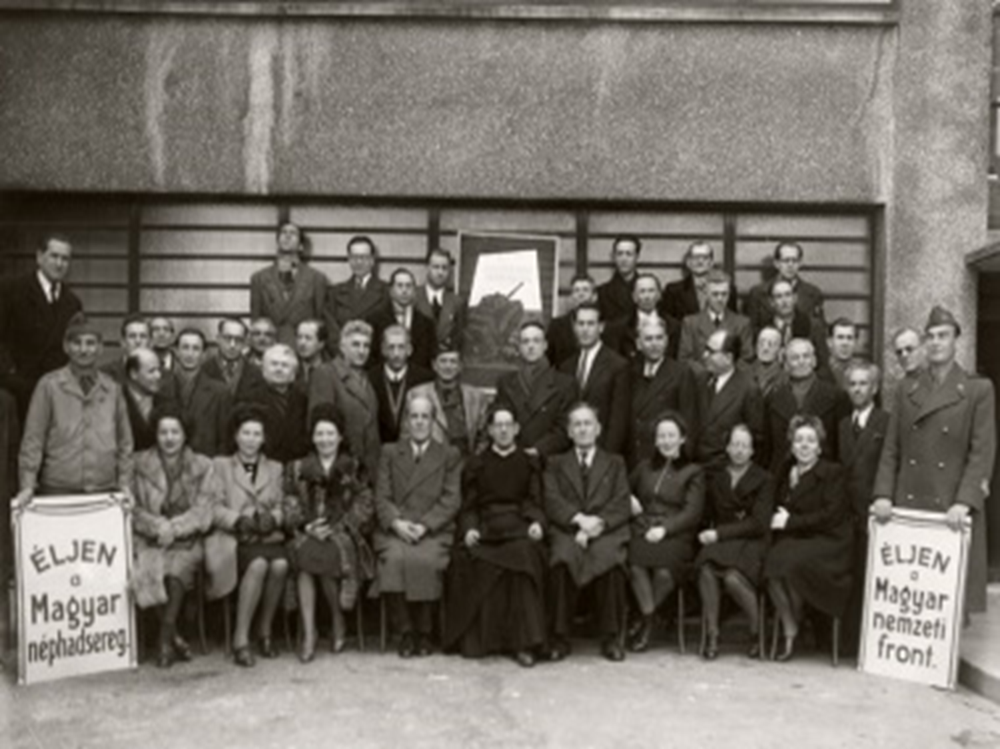 ÉLJEN
a
Magyar
néphadsereg.
ÉLJEN
a
Magyar
nemzeti
front.